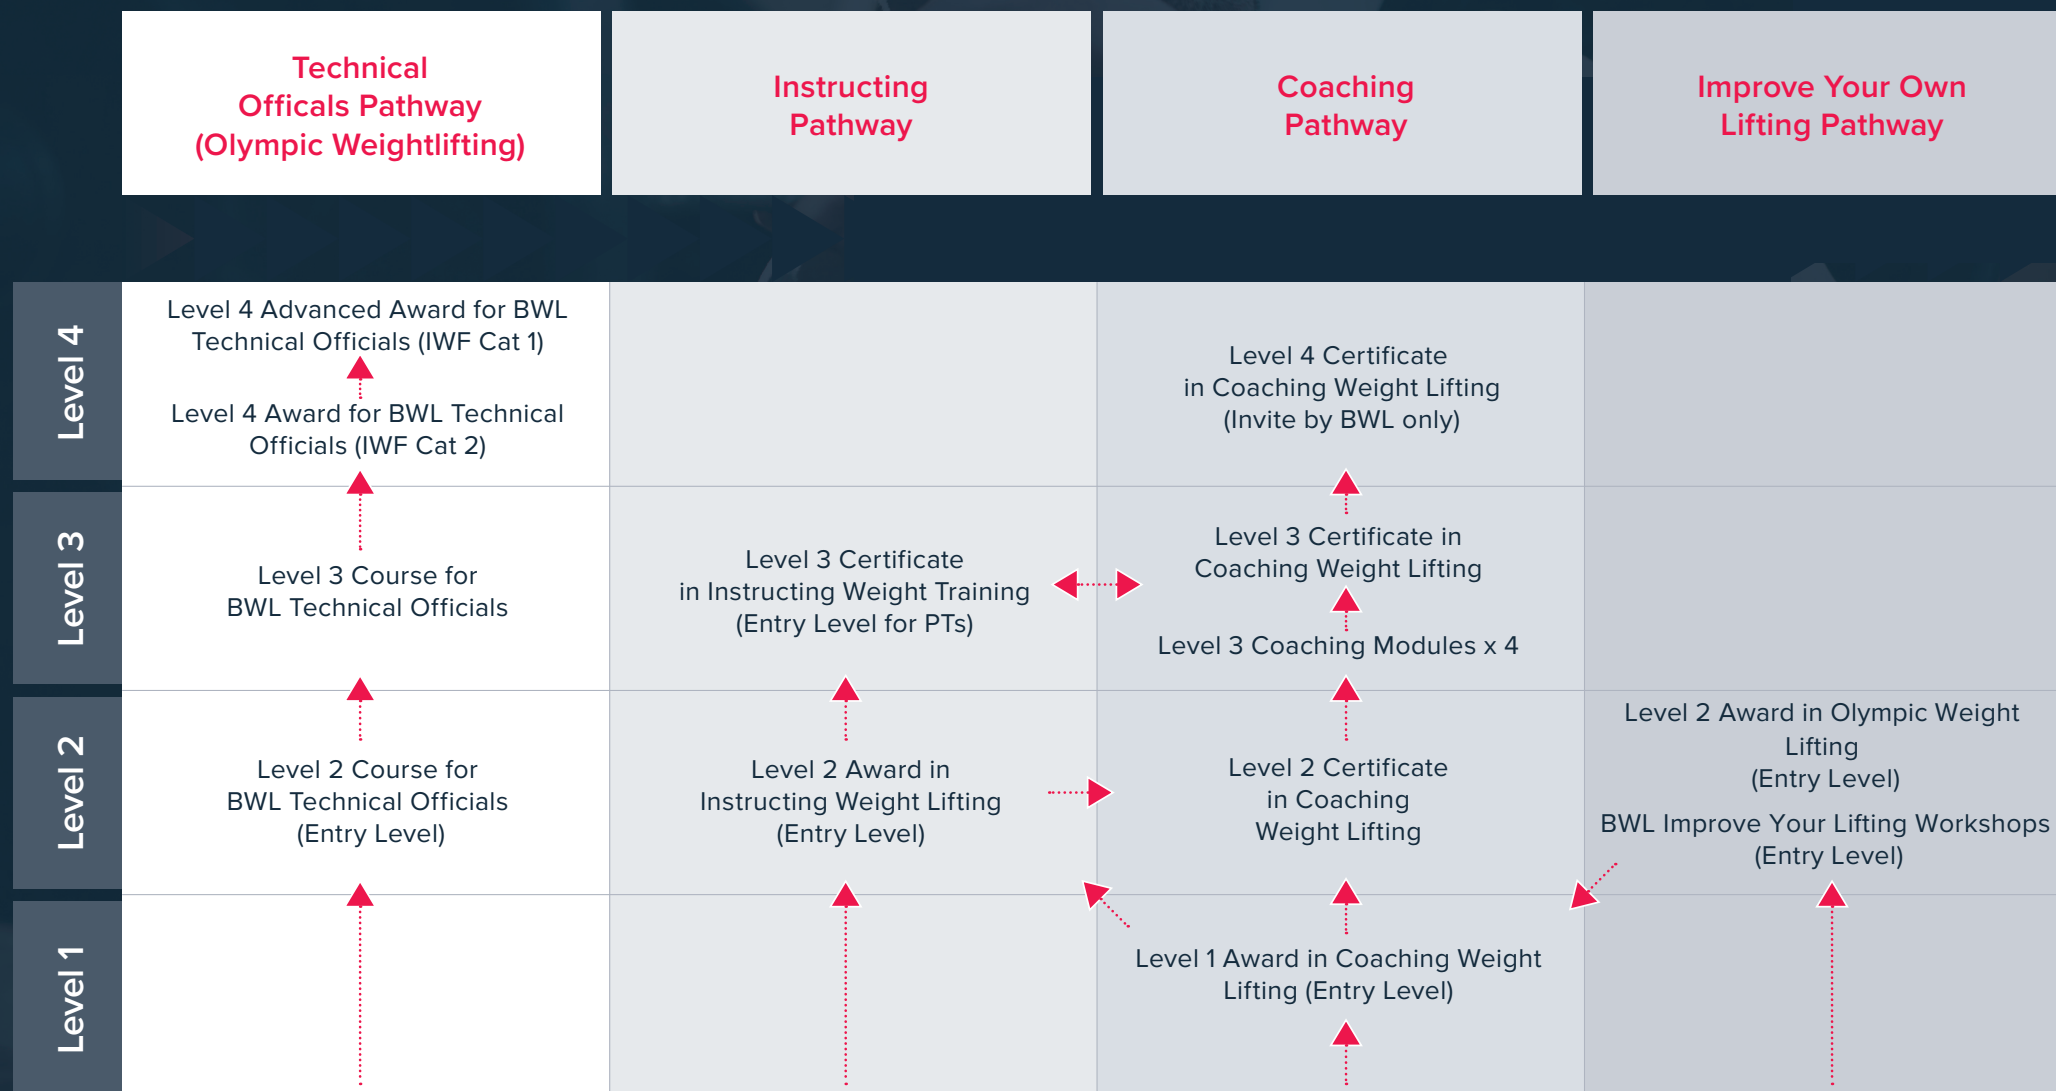 Technical
Officals Pathway
(Olympic Weightlifting)
Instructing
Pathway
Coaching
Pathway
Improve Your Own
Lifting Pathway
Level 4
Level 4 Advanced Award for BWL
Technical Officials (IWF Cat 1)
Level 4 Award for BWL Technical
Officials (IWF Cat 2)
Level 4 Certificate
in Coaching Weight Lifting
(Invite by BWL only)
Level 3
Level 3 Course for
BWL Technical Officials
Level 3 Certificate
in Instructing Weight Training
(Entry Level for PTs)
Level 3 Certificate in
Coaching Weight Lifting
Level 3 Coaching Modules x 4
Level 2
Level 2 Course for
BWL Technical Officials
(Entry Level)
Level 2 Award in
Instructing Weight Lifting
(Entry Level)
Level 2 Certificate
in Coaching
Weight Lifting
Level 2 Award in Olympic Weight
Lifting
(Entry Level)
BWL Improve Your Lifting Workshops
(Entry Level)
Level 1
Level 1 Award in Coaching Weight
Lifting (Entry Level)